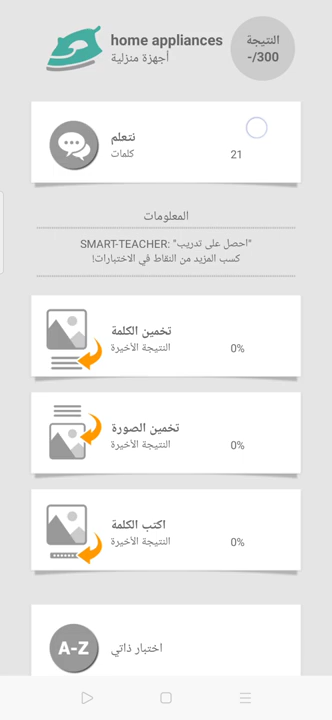 home appliances
أجهزة منزلية
النتيجة
-/300
نتعلم
كلمات
21
المعلومات
SMART-TEACHER: "احصل على تدريب"
كسب المزيد من النقاط في الاختبارات!
تخمين الكلمة
النتيجة الأخيرة
0%
تخمين الصورة
النتيجة الأخيرة
0%
اكتب الكلمة
النتيجة الأخيرة
0%
A-Z
اختبار ذاتي